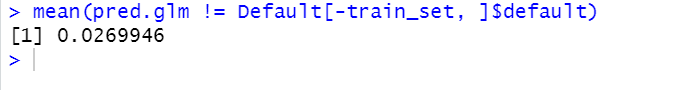 > mean(pred.glm != Default[-train_set, ]$default)
[1] 0.0269946
>